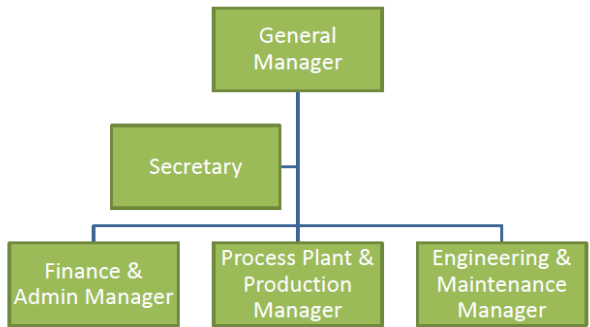 General
Manager
Secretary
Finance &
Admin Manager
Process Plant &
Production
Manager
Engineering &
Maintenance
Manager